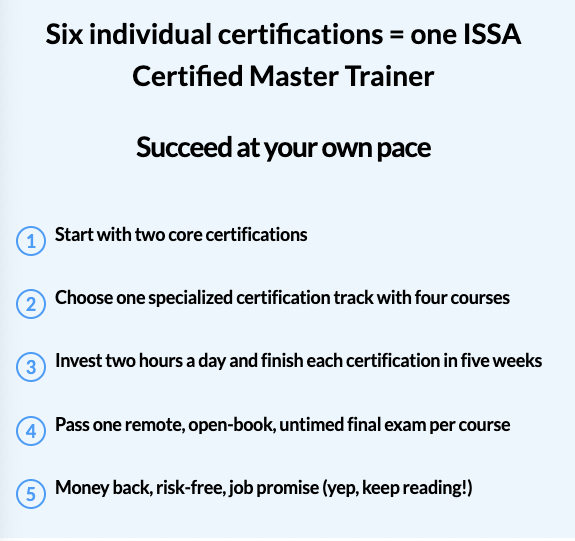 Six individual certifications = one ISSA
Certified Master Trainer
Succeed at your own pace
1 Start with two core certifications
2 Choose one specialized certification track with four courses
3 Invest two hours a day and finish each certification in five weeks
4 Pass one remote, open-book, untimed final exam per course
5 Money back, risk-free, job promise (yep, keep reading!)